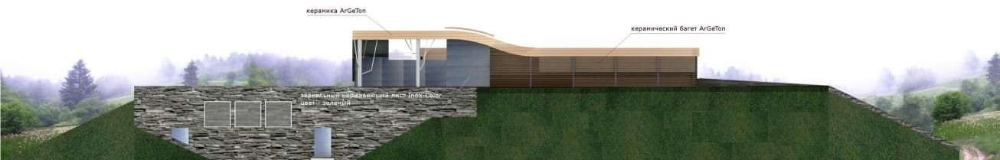 керамика ArGeTon
керамический багет ArGeTon
зеркальный нержавеющий лист Inox-Color
цвет - зеленый